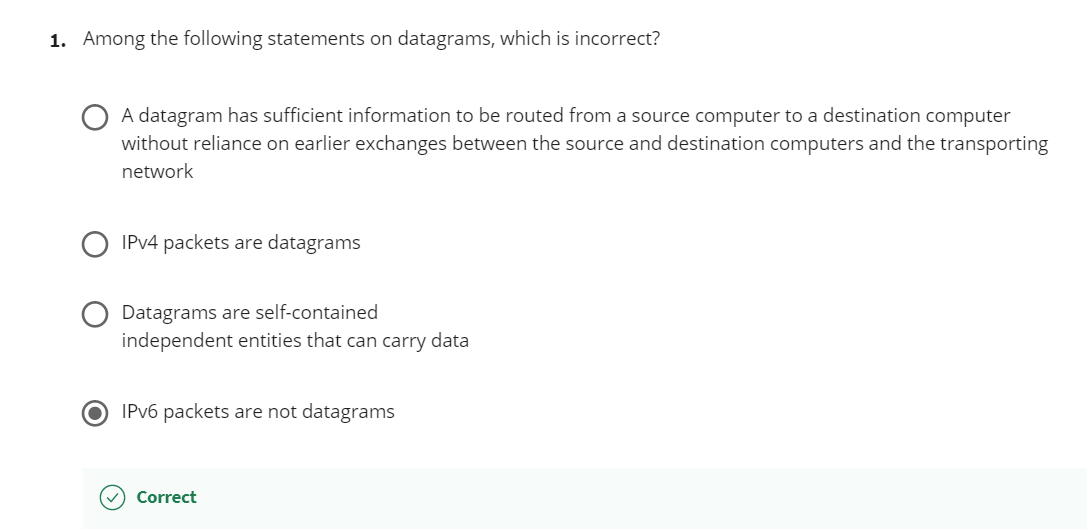 1. Among the following statements on datagrams, which is incorrect?
A datagram has sufficient information to be routed from a source computer to a destination computer
without reliance on earlier exchanges between the source and destination computers and the transporting
network
IPv4 packets are datagrams
Datagrams are self-contained
independent entities that can carry data
IPv6 packets are not datagrams
Correct